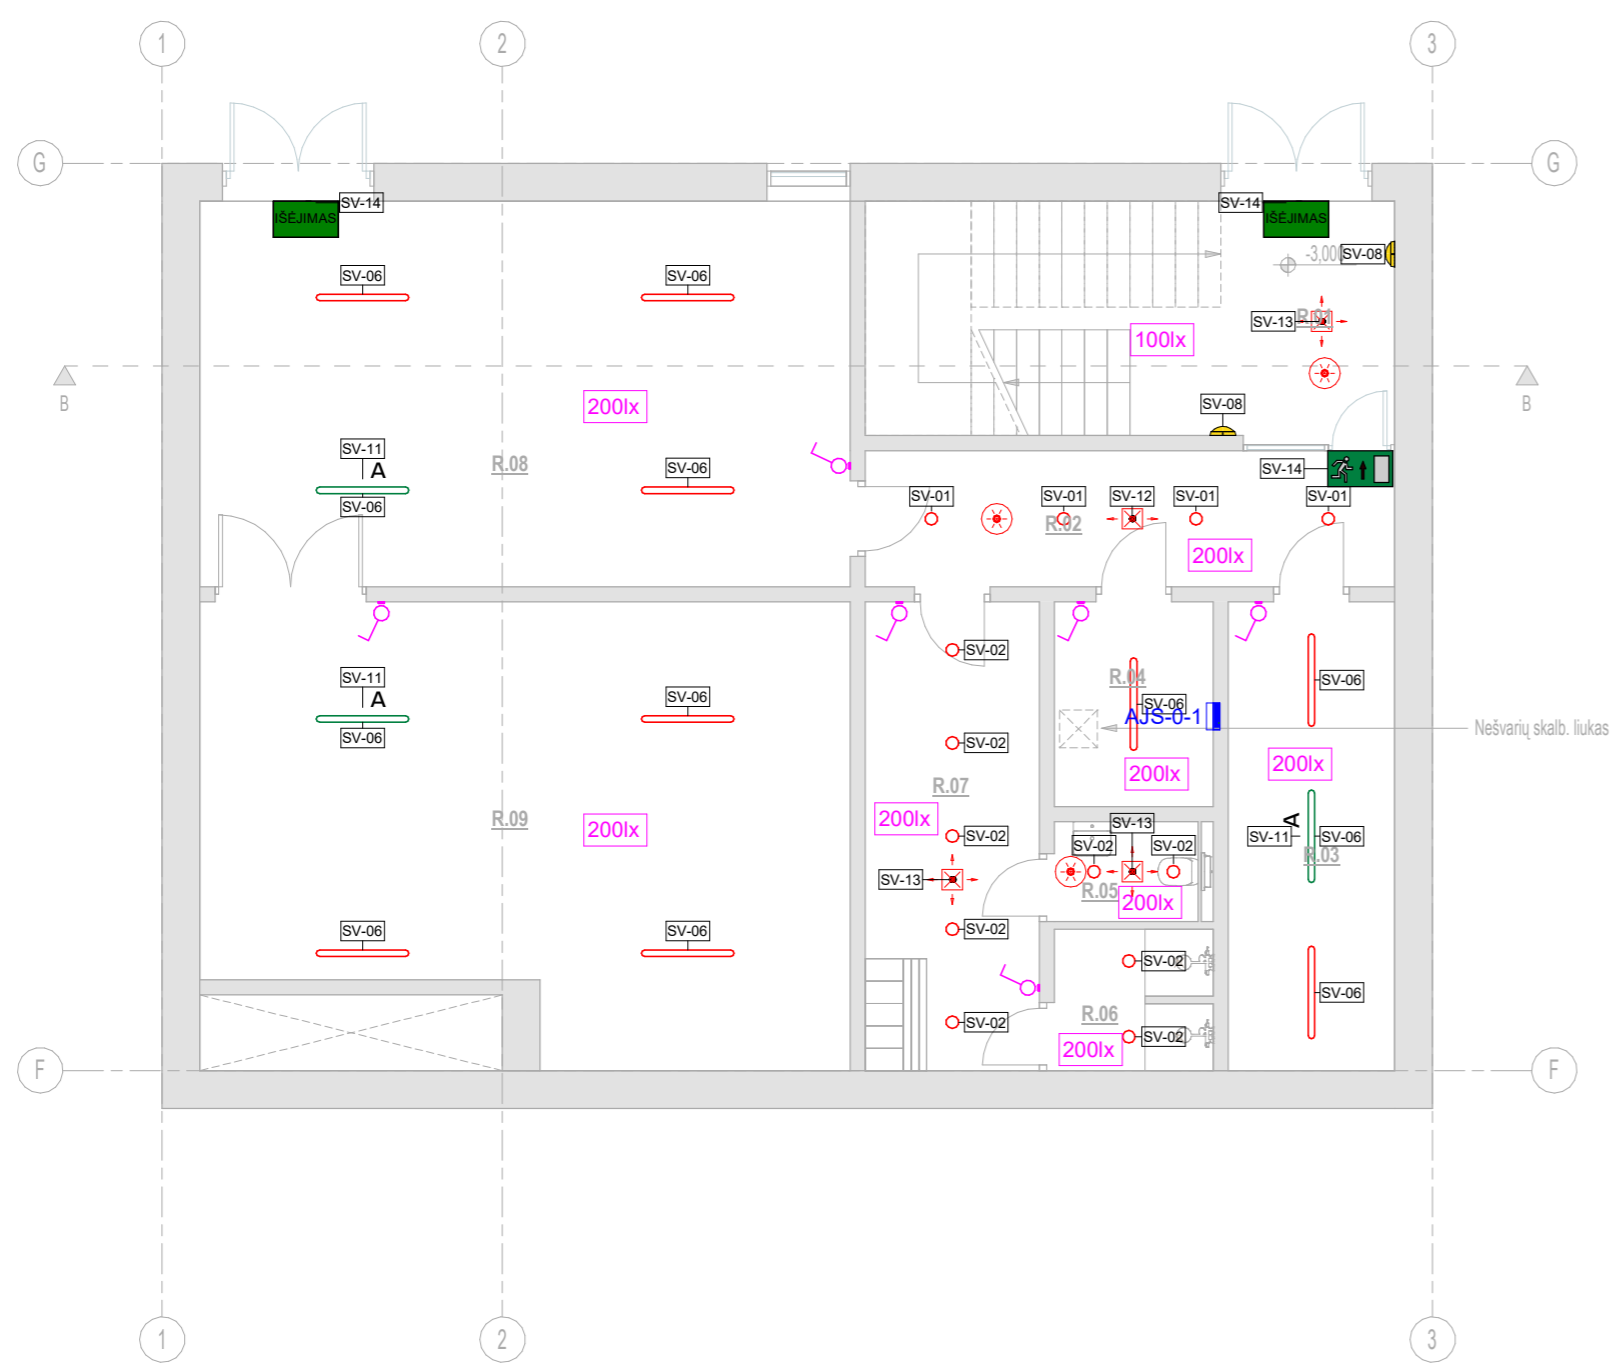 1
2
3
G
G
IŠĖJIMAS
SV-14
SV-14
IŠĖJIMAS
-3,000
SV-08
SV-06
SV-06
SV-13
R.01
100lx
B
B
200lx
SV-08
SV-11
A
R.08
SV-06
SV-14
SV-06
SV-01
SV-01
SV-12
SV-01
SV-01
R.02
200lx
SV-02
SV-11
A
SV-06
R.04
SV-06
SV-06
AJS-0-1
Nešvarių skalb. liukas
SV-06
SV-02
200lx
200lx
R.07
R.09
200lx
200lx
SV-13
SV-02
SV-02
SV-02
A
SV-11
SV-06
R.03
SV-13
R.05
200lx
SV-06
SV-06
SV-02
SV-02
SV-06
R.06
SV-02
SV-02
200lx
F
F
1
2
3